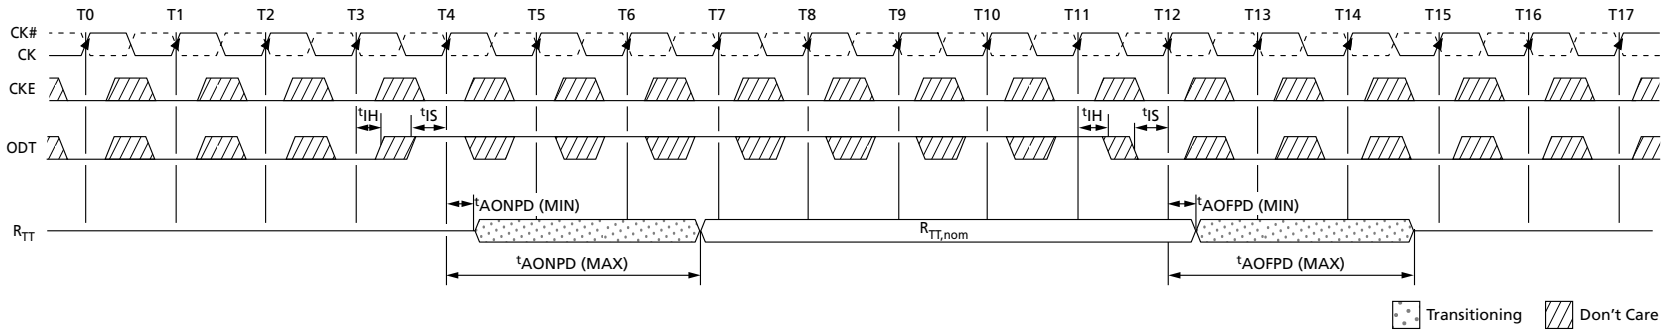 T0 T1 T2 T3 T4 T5 T6 T7 T8 T9 T10 T11 T12 T13 T14 T15 T16 T17
CK#
CK
CKE
tIH tIS tIH tIS
ODT
tAONPD (MIN) tAOFPD (MIN)
RTT RTT,nom
tAONPD (MAX) tAOFPD (MAX)
Transitioning Don't Care